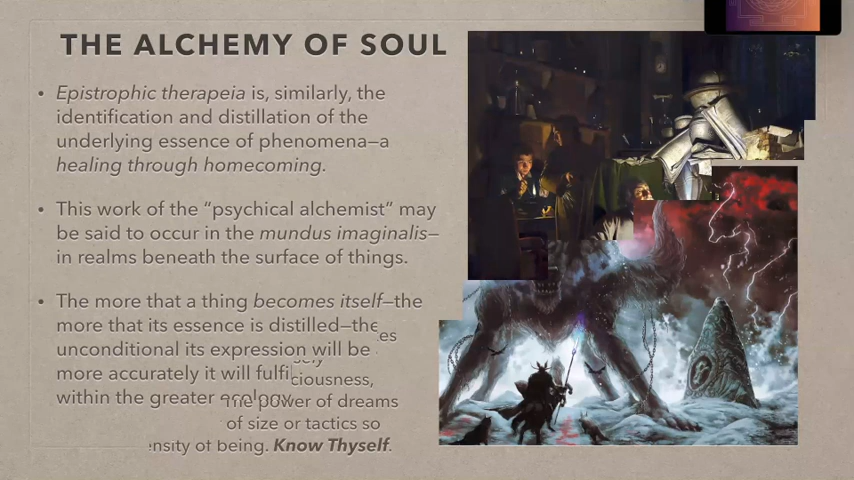 THE ALCHEMY OF SOUL
• Epistrophic therapeia is, similarly, the
identification and distillation of the
underlying essence of phenomena—a
healing through homecoming.
• This work of the “psychical alchemist” may
be said to occur in the mundus imaginalis—
in realms beneath the surface of things.
• The more that a thing becomes itself—the
more that its essence is distilled—the
unconditional its expression will be
more accurately it will
ciousness,
within the greater
power of dreams
of size or tactics so
of being. Know Thyself.